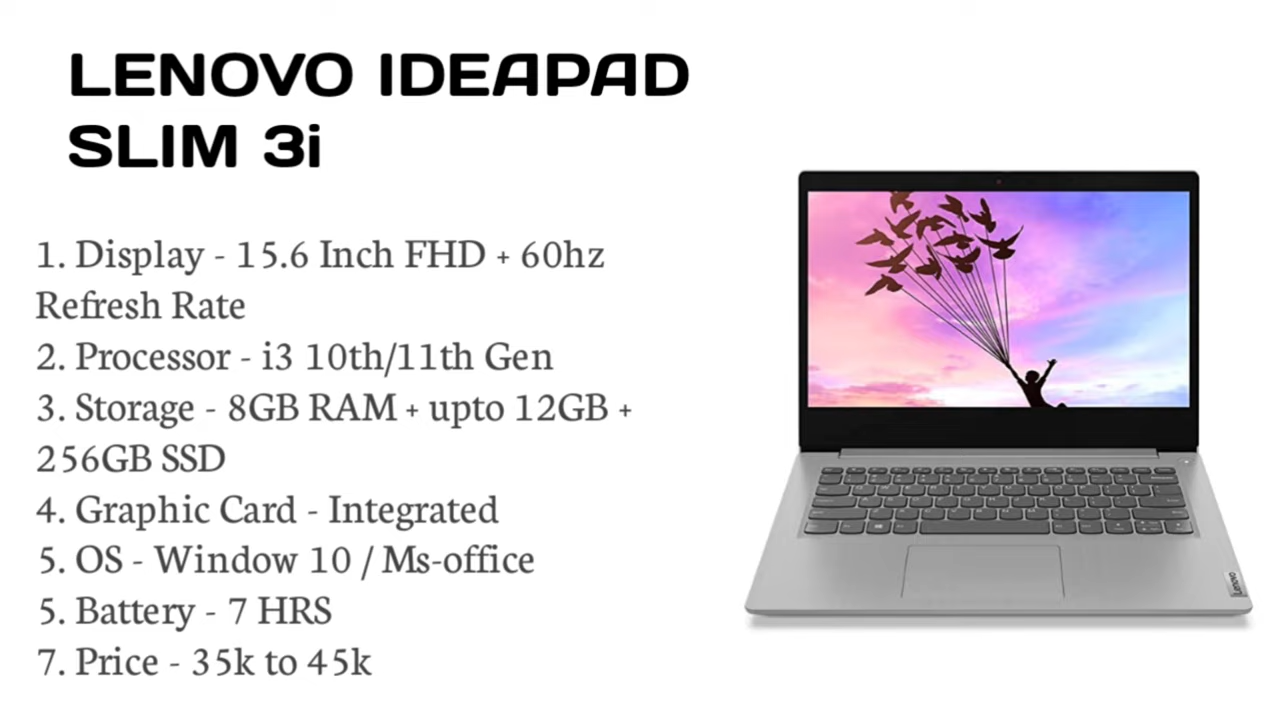 LENOVO IDEAPAD
SLIM 3i
1. Display - 15.6 Inch FHD + 60hz
Refresh Rate
2. Processor - i3 10th/11th Gen
3. Storage - 8GB RAM + upto 12GB +
256GB SSD
4. Graphic Card - Integrated
5. OS - Window 10 / Ms-office
5. Battery - 7 HRS
7. Price - 35k to 45k
Lenovo